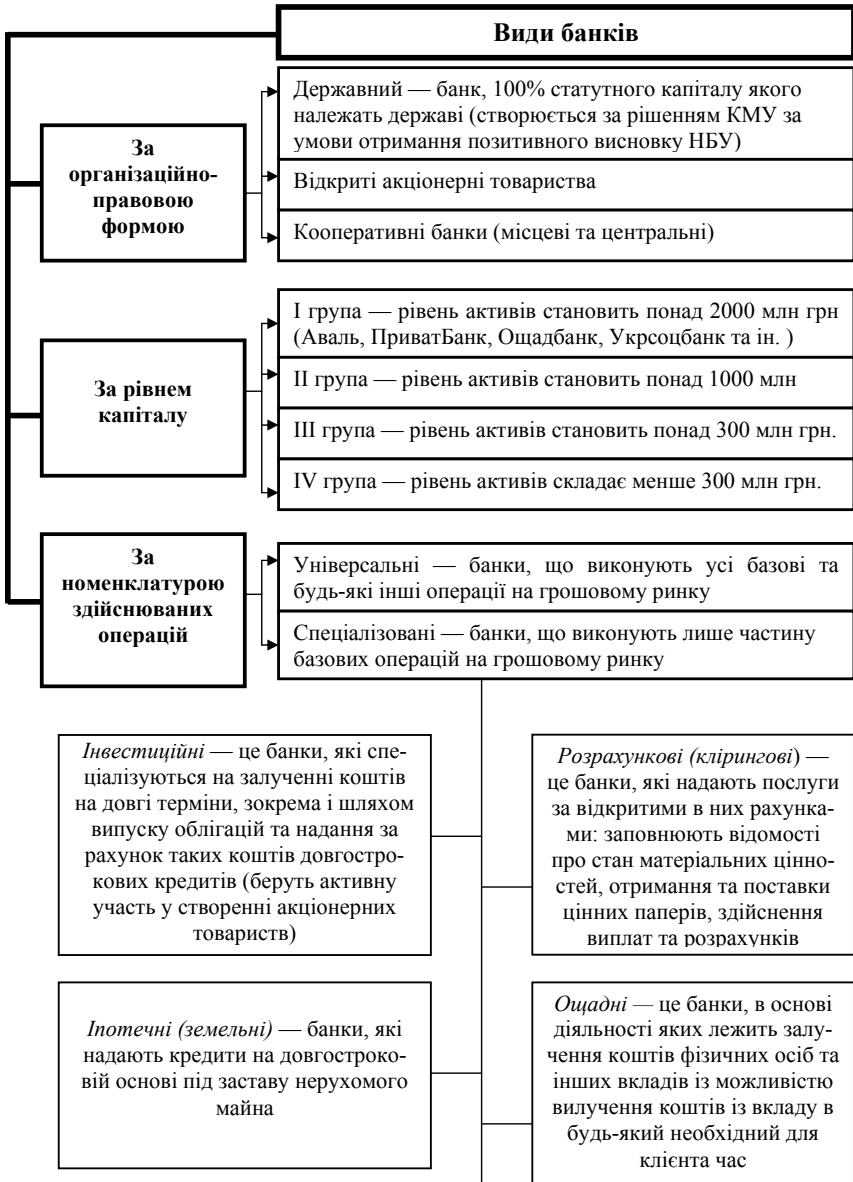 Види банків
За
організаційно-
правовою
формою
Державний — банк, 100% статутного капіталу якого
належать державі (створюється за рішенням КМУ за
умови отримання позитивного висновку НБУ)
Відкриті акціонерні товариства
Кооперативні банки (місцеві та центральні)
За рівнем
капіталу
I група — рівень активів становить понад 2000 млн грн
(Аваль, ПриватБанк, Ощадбанк, Укрсоцбанк та ін. )
II група — рівень активів становить понад 1000 млн
III група — рівень активів становить понад 300 млн грн.
IV група — рівень активів складає менше 300 млн грн.
За
номенклатурою
здійснюваних
операцій
Універсальні — банки, що виконують усі базові та
будь-які інші операції на грошовому ринку
Спеціалізовані — банки, що виконують лише частину
базових операцій на грошовому ринку
Інвестиційні — це банки, які спе-
ціалізуються на залученні коштів
на довгі терміни, зокрема і шляхом
випуску облігацій та надання за
рахунок таких коштів довгостро-
кових кредитів (беруть активну
участь у створенні акціонерних
товариств)
Розрахункові (клірингові) —
це банки, які надають послуги
за відкритими в них рахунка-
ми: заповнюють відомості
про стан матеріальних цінно-
стей, отримання та поставки
цінних паперів, здійснення
виплат та розрахунків
Іпотечні (земельні) — банки, які
надають кредити на довгостроко-
вій основі під заставу нерухомого
майна
Ощадні — це банки, в основі
діяльності яких лежить залу-
чення коштів фізичних осіб та
інших вкладів із можливістю
вилучення коштів із вкладу в
будь-який необхідний для
клієнта час